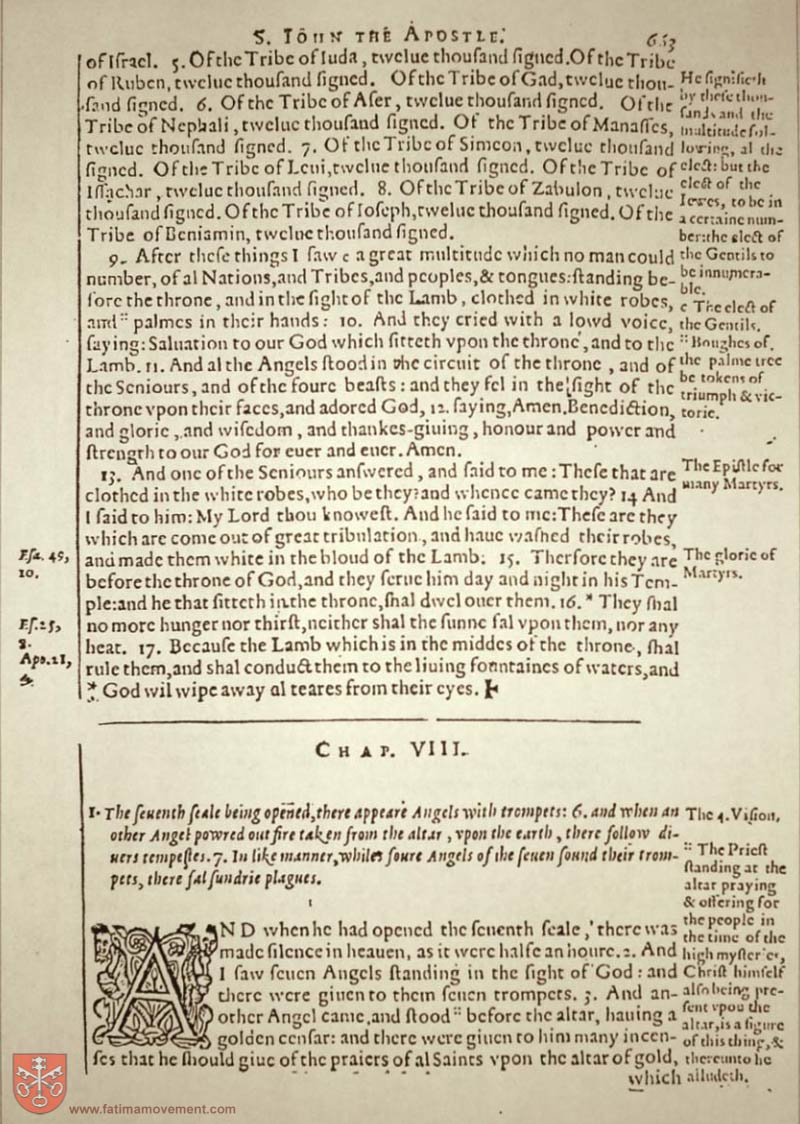 S. IOHN THE APOSTLE.
653
of Iſrael. 5. Of the Tribe of Iuda, twelue thouſand ſigned. Of the Tribe
of Ruben, twelue thouſand ſigned. Of the Tribe of Gad, twelue thou-
ſand ſigned. 6. Of the Tribe of Aſer, twelue thouſand ſigned. Of the
Tribe of Nephali, twelue thouſand ſigned. Of the Tribe of Manaſſes,
twelue thouſand ſigned. 7. Of the Tribe of Simeon, twelue thouſand
ſigned. Of the Tribe of Leui, twelue thouſand ſigned. Of the Tribe of
Iſſachar, twelue thouſand ſigned. 8. Of the Tribe of Zabulon, twelue
thouſand ſigned. Of the Tribe of Ioſeph, twelue thouſand ſigned. Of the
Tribe of Beniamin, twelue thouſand ſigned.
9. After theſe things I ſaw c a great multitude which no man could
number, of al Nations, and Tribes, and peoples, & tongues: ſtanding be-
fore the throne, and in the ſight of the Lamb, clothed in white robes,
and :: palmes in their hands: 10. And they cried with a lowd voice,
ſaying: Saluation to our God which ſitteth vpon the throne, and to the
Lamb. 11. And al the Angels ſtood in the circuit of the throne, and of
the Seniours, and of the foure beaſts: and they fel in the ſight of the
throne vpon their faces, and adored God, 12. ſaying, Amen. Benediction,
and glorie, and wiſedom, and thankes-giuing, honour and power and
ſtrength to our God for euer and euer. Amen.
13. And one of the Seniours anſwered, and ſaid to me: Theſe that are
clothed in the white robes, who be they? and whence came they? 14 And
I ſaid to him: My Lord thou knoweſt. And he ſaid to me: Theſe are they
which are come out of great tribulation, and haue waſhed their robes,
and made them white in the bloud of the Lamb. 15. Therfore they are
before the throne of God, and they ſerue him day and night in his Tem-
ple: and he that ſitteth in the throne, ſhal dwel ouer them. 16. * They ſhal
no more hunger nor thirſt, neither ſhal the ſunne fal vpon them, nor any
heat. 17. Becauſe the Lamb which is in the middes of the throne, ſhal
rule them, and ſhal conduct them to the liuing fountaines of waters, and
* God wil wipe away al teares from their eyes.
He ſignifieth
by theſe thou-
ſands and the
multitude fol-
lowing, al the
elect: but the
elect of the
Iewes, to be in
a certaine num-
ber: the elect of
the Gentils to
be innumera-
ble.
c The elect of
the Gentils.
:: Boughes of
the palme tree
be tokens of
triumph & vic-
torie.
The Epiſtle for
many Martyrs.
The glorie of
Martyrs.
Eſa. 49,
10.
Eſ. 25,
8.
Apo. 21,
4.
CHAP. VIII.
1. The ſeuenth ſeale being opened, there appeare Angels with trompets: 6. and when an
other Angel powred out fire taken from the altar, vpon the earth, there follow di-
uers tempeſtes. 7. In like manner, whiles foure Angels of the ſeuen ſound their trom-
pets, there fal ſundrie plagues.
AND when he had opened the ſeuenth ſeale, there was
made ſilence in heauen, as it were halfe an houre. 2. And
I ſaw ſeuen Angels ſtanding in the ſight of God: and
there were giuen to them ſeuen trompets. 3. And an-
other Angel came, and ſtood :: before the altar, hauing a
golden cenſar: and there were giuen to him many incen-
ſes that he ſhould giue of the praiers of al Saints vpon the altar of gold,
which
The 4. Viſion.
:: The Prieſt
ſtanding at the
altar praying
& offering for
the people in
the time of the
high myſteries,
Chriſt himſelf
alſo being pre-
ſent vpon the
altar, is a figure
of this thing, &
thereunto he
alludeth.
www.fatimamovement.com